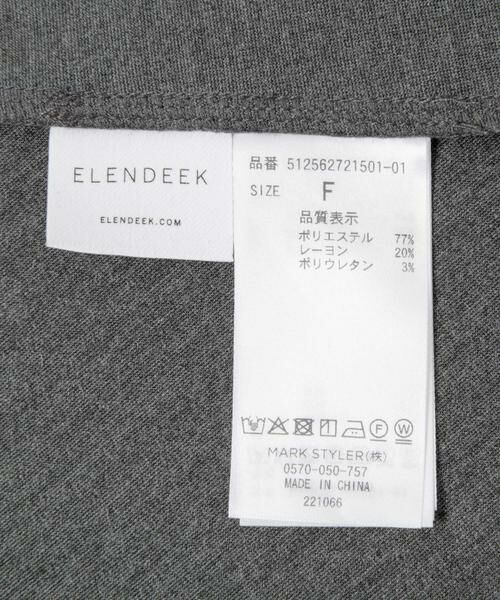 ELENDEEK
ELENDEEK.COM
品番 512562721501-01
SIZE F
品質表示
ポリエステル 77%
レーヨン 20%
ポリウレタン 3%
F W
MARK STYLER(株)
0570-050-757
MADE IN CHINA
221066